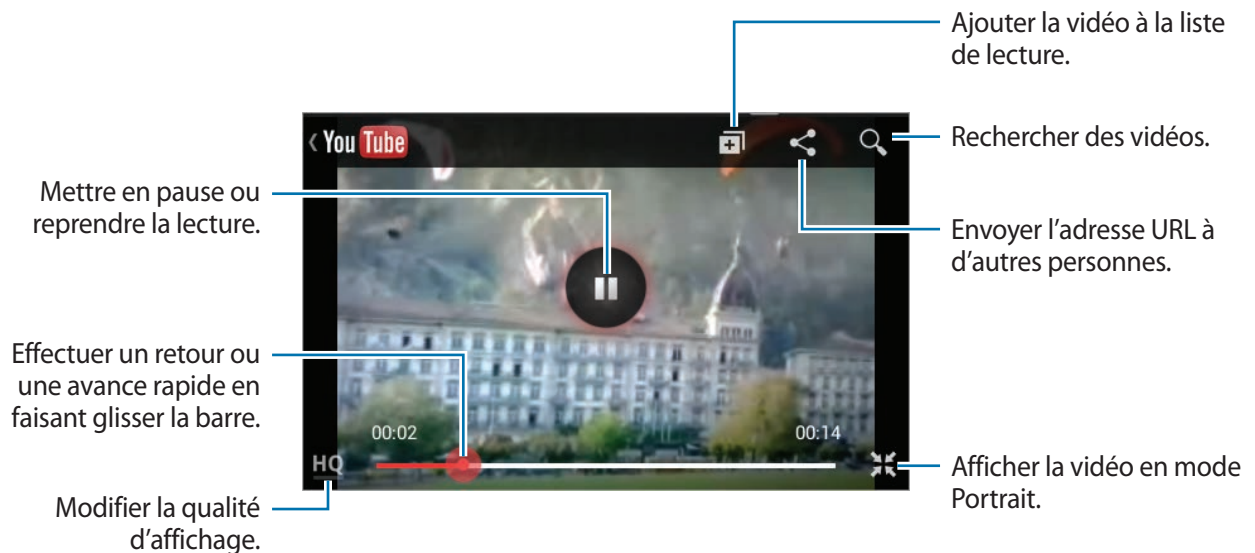 Ajouter la vidéo à la liste
de lecture.
You Tube
Rechercher des vidéos.
Mettre en pause ou
reprendre la lecture.
Envoyer l’adresse URL à
d’autres personnes.
Effectuer un retour ou
une avance rapide en
faisant glisser la barre.
00:02
00:14
HQ
Afficher la vidéo en mode
Portrait.
Modifier la qualité
d’affichage.